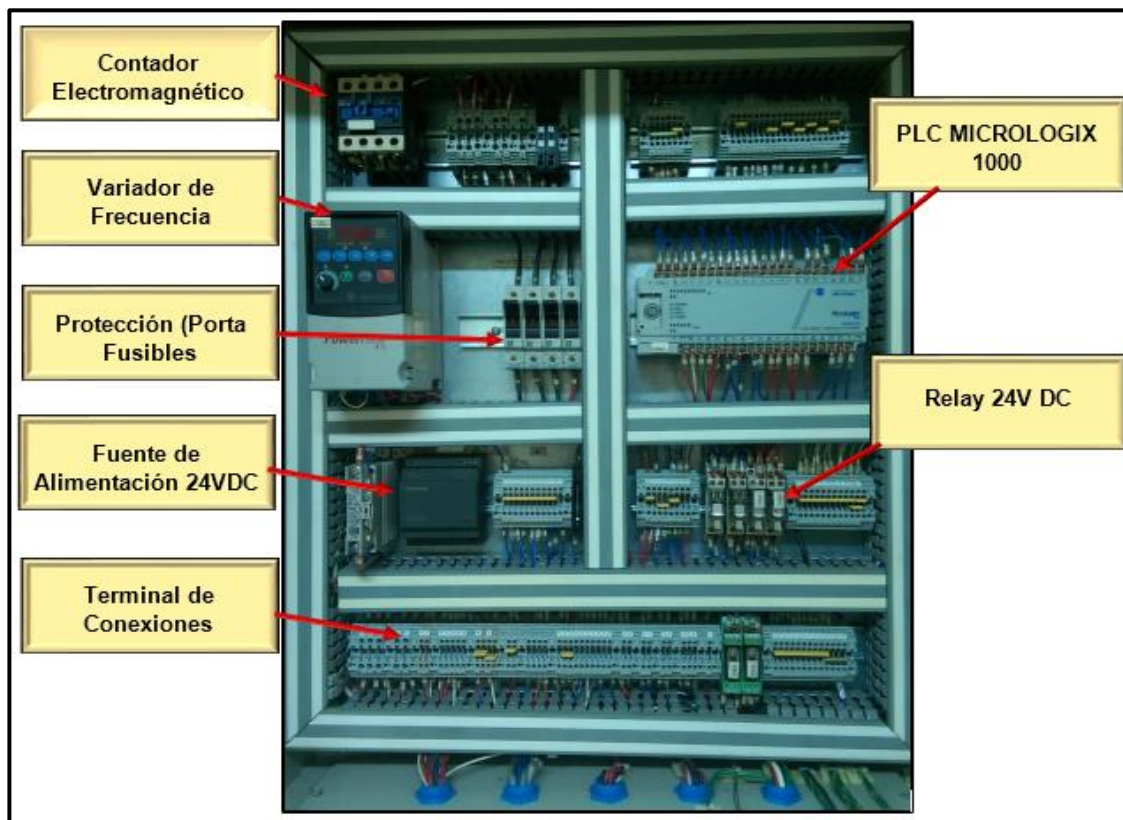 Contador
Electromagnético
Variador de
Frecuencia
Protección (Porta
Fusibles
Fuente de
Alimentación 24VDC
Terminal de
Conexiones
PLC MICROLOGIX
1000
Relay 24V DC